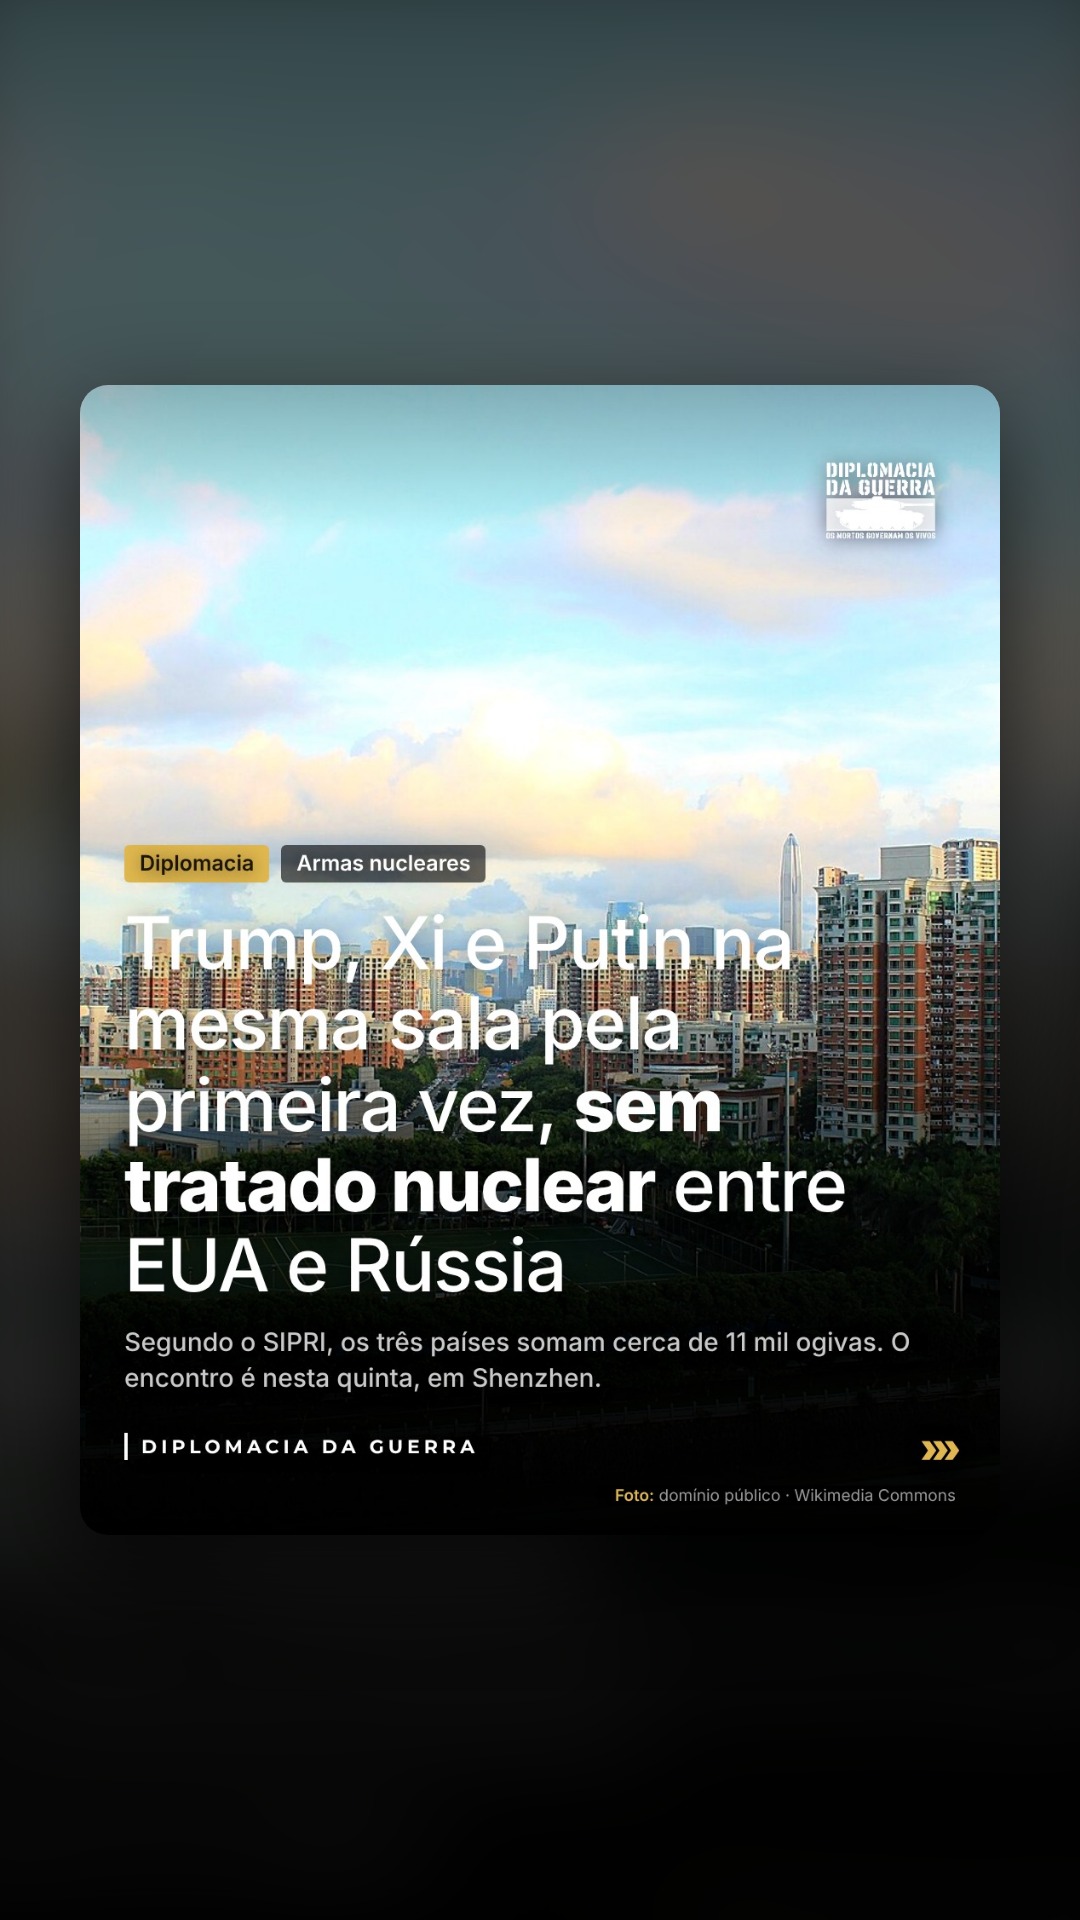 DIPLOMACIA
DA GUERRA
OS MORTOS GOVERNAM OS VIVOS
Diplomacia
Armas nucleares
Trump, Xi e Putin na
mesma sala pela
primeira vez, sem
tratado nuclear entre
EUA e Rússia
Segundo o SIPRI, os três países somam cerca de 11 mil ogivas. O
encontro é nesta quinta, em Shenzhen.
DIPLOMACIA DA GUERRA
Foto: domínio público · Wikimedia Commons